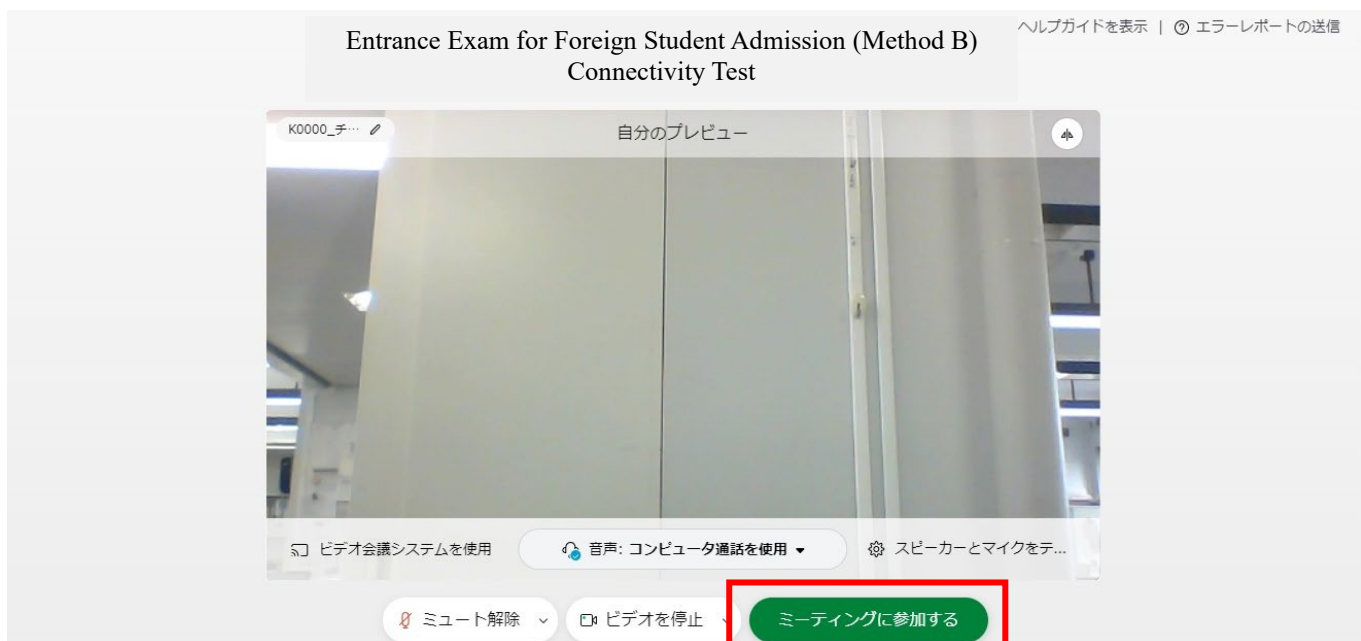 ヘルプガイドを表示 | エラーレポートの送信
Entrance Exam for Foreign Student Admission (Method B)
Connectivity Test
K0000_チ…
自分のプレビュー
ビデオ会議システムを使用
音声: コンピュータ通話を使用
スピーカーとマイクをテ...
ミュート解除
ビデオを停止
ミーティングに参加する